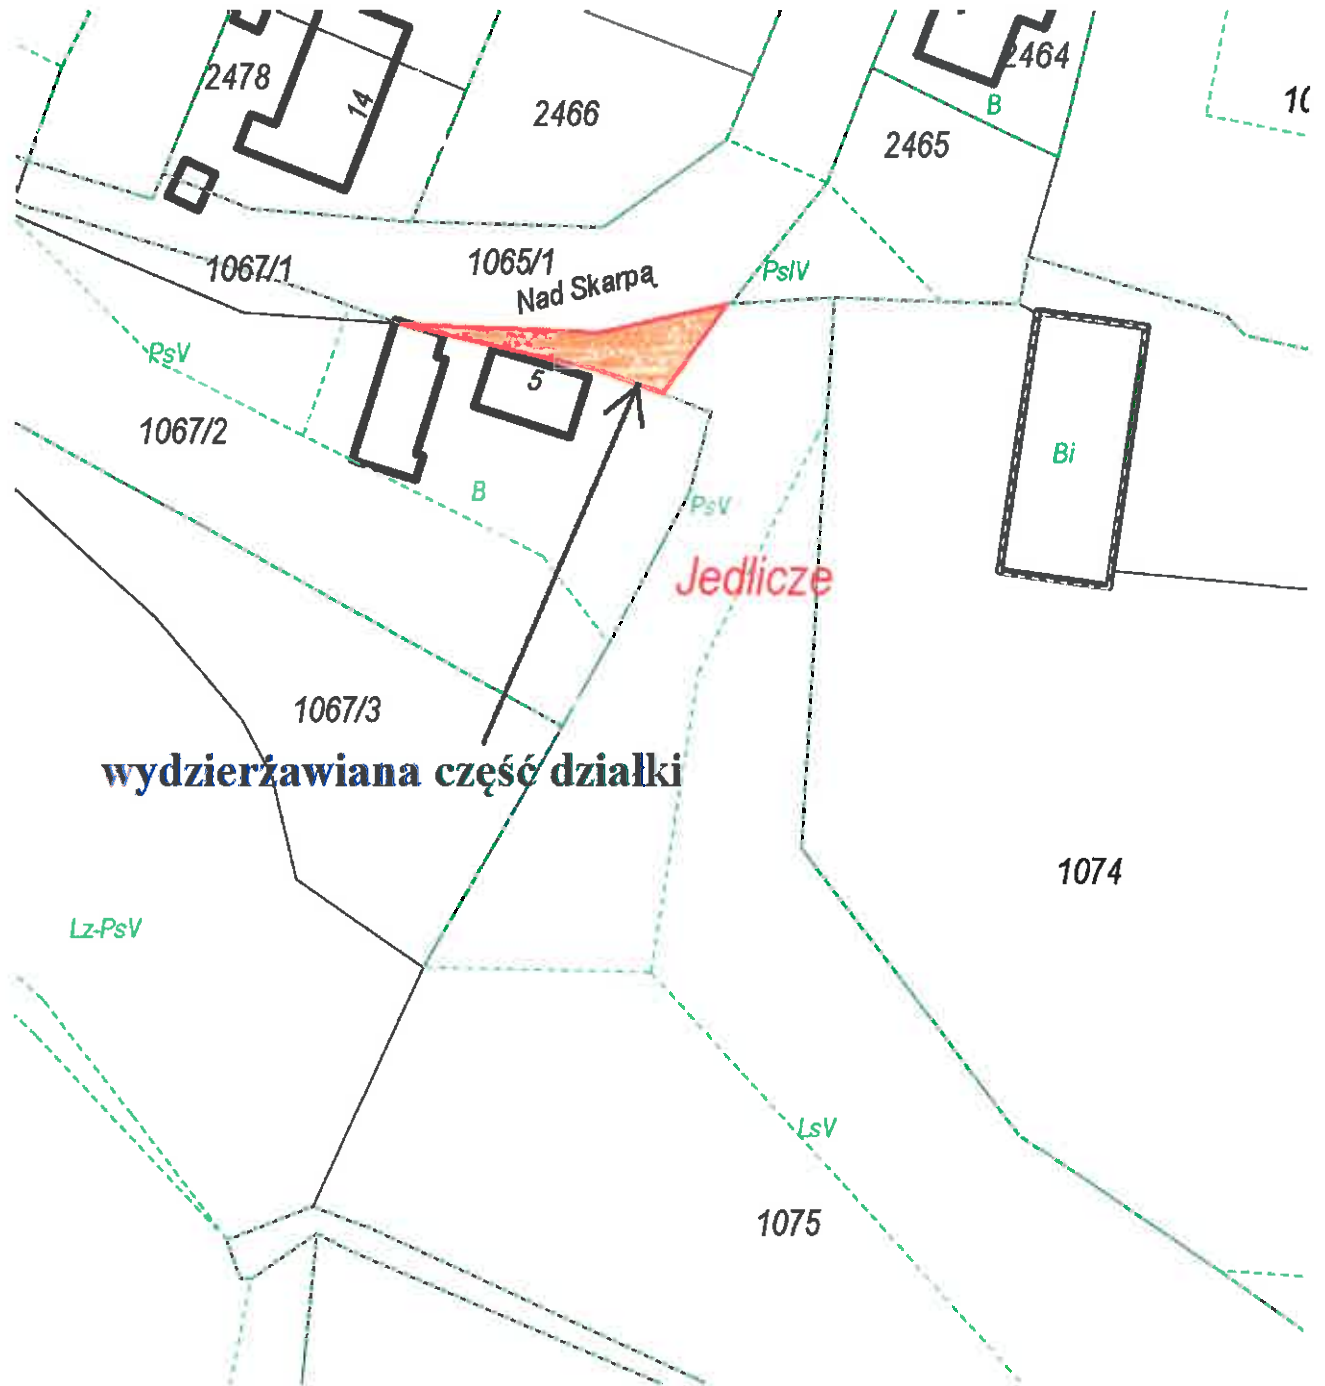 2464
2478
10
14
B
2466
2465
1067/1
1065/1
PsIV
Nad Skarpą
PsV
5
1067/2
Bi
B
PsV
Jedlicze
1067/3
wydzierżawiana część działki
1074
Lz-PsV
LsV
1075